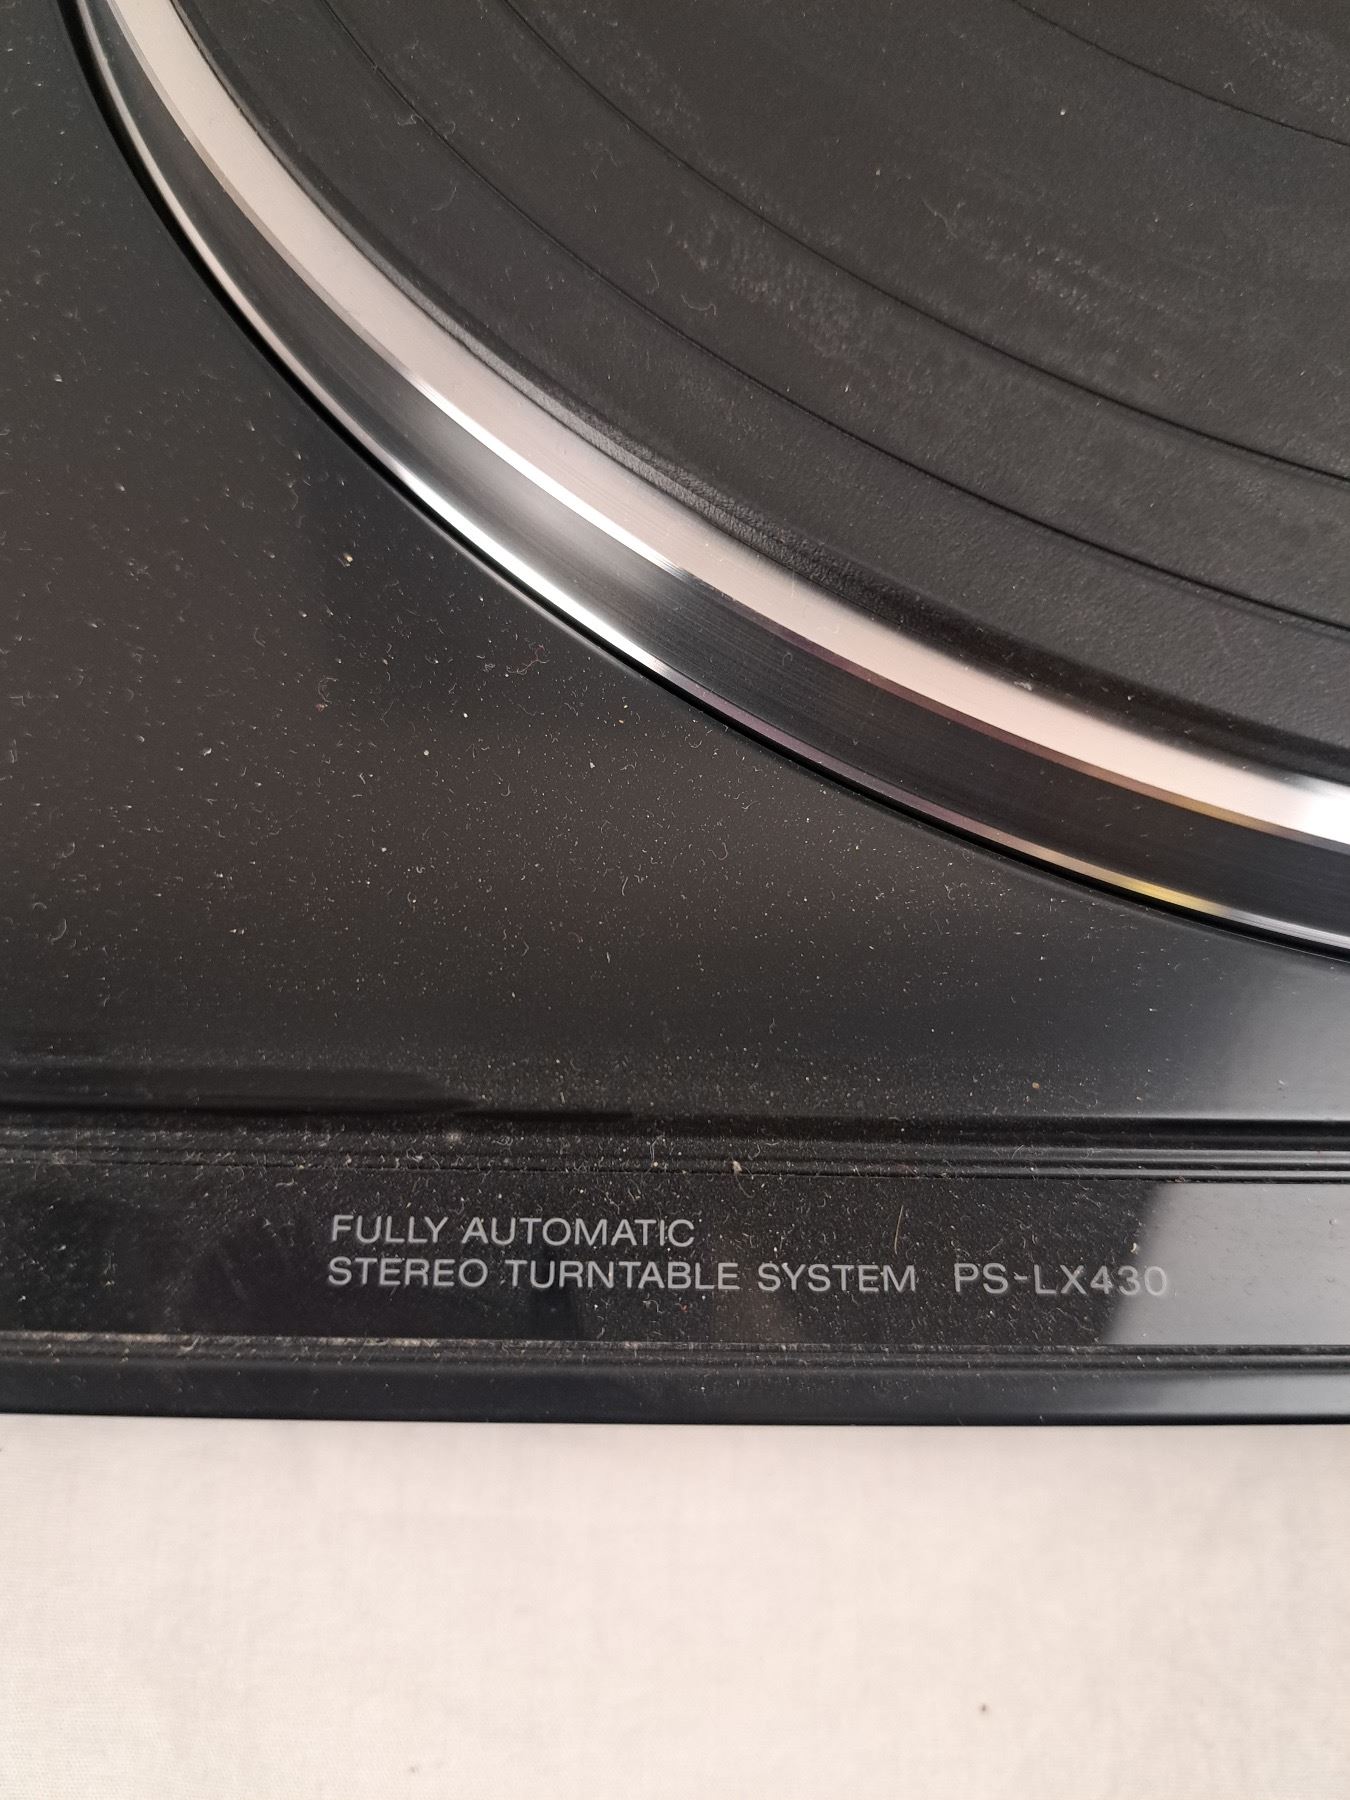 FULLY AUTOMATIC
STEREO TURNTABLE SYSTEM PS-LX430